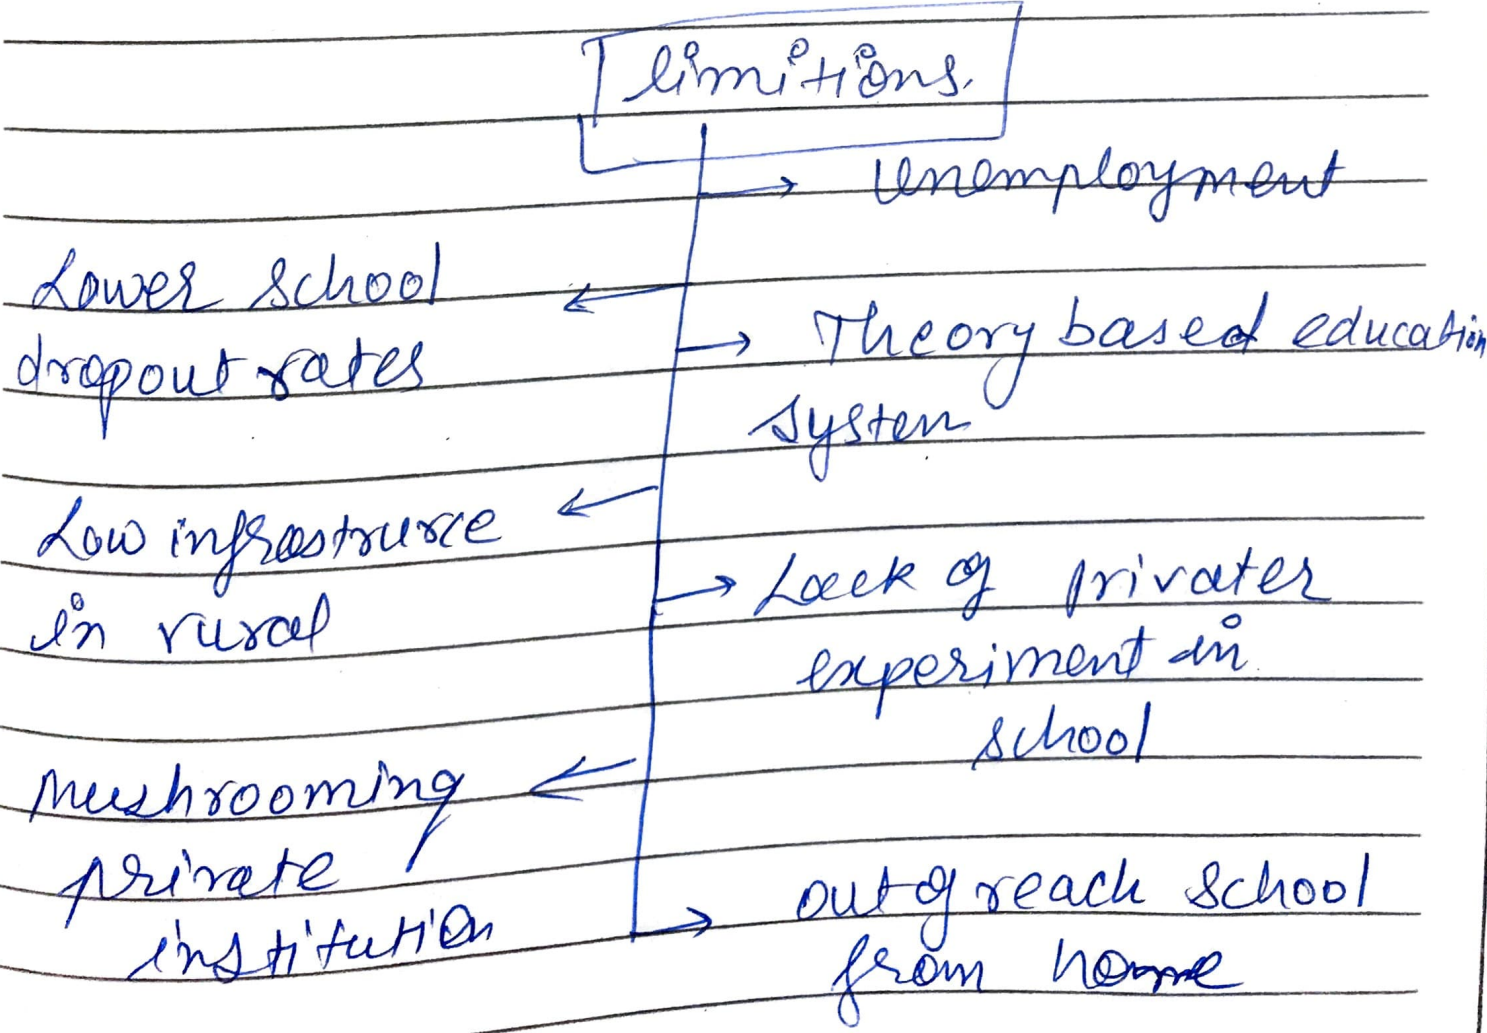 limitions.
Unemployment
Lower school
dropout rates
Theory based education
system
Low infrastrurce
in rural
Lack of privater
experiment in
school
Mushrooming
private
institution
out of reach school
from home